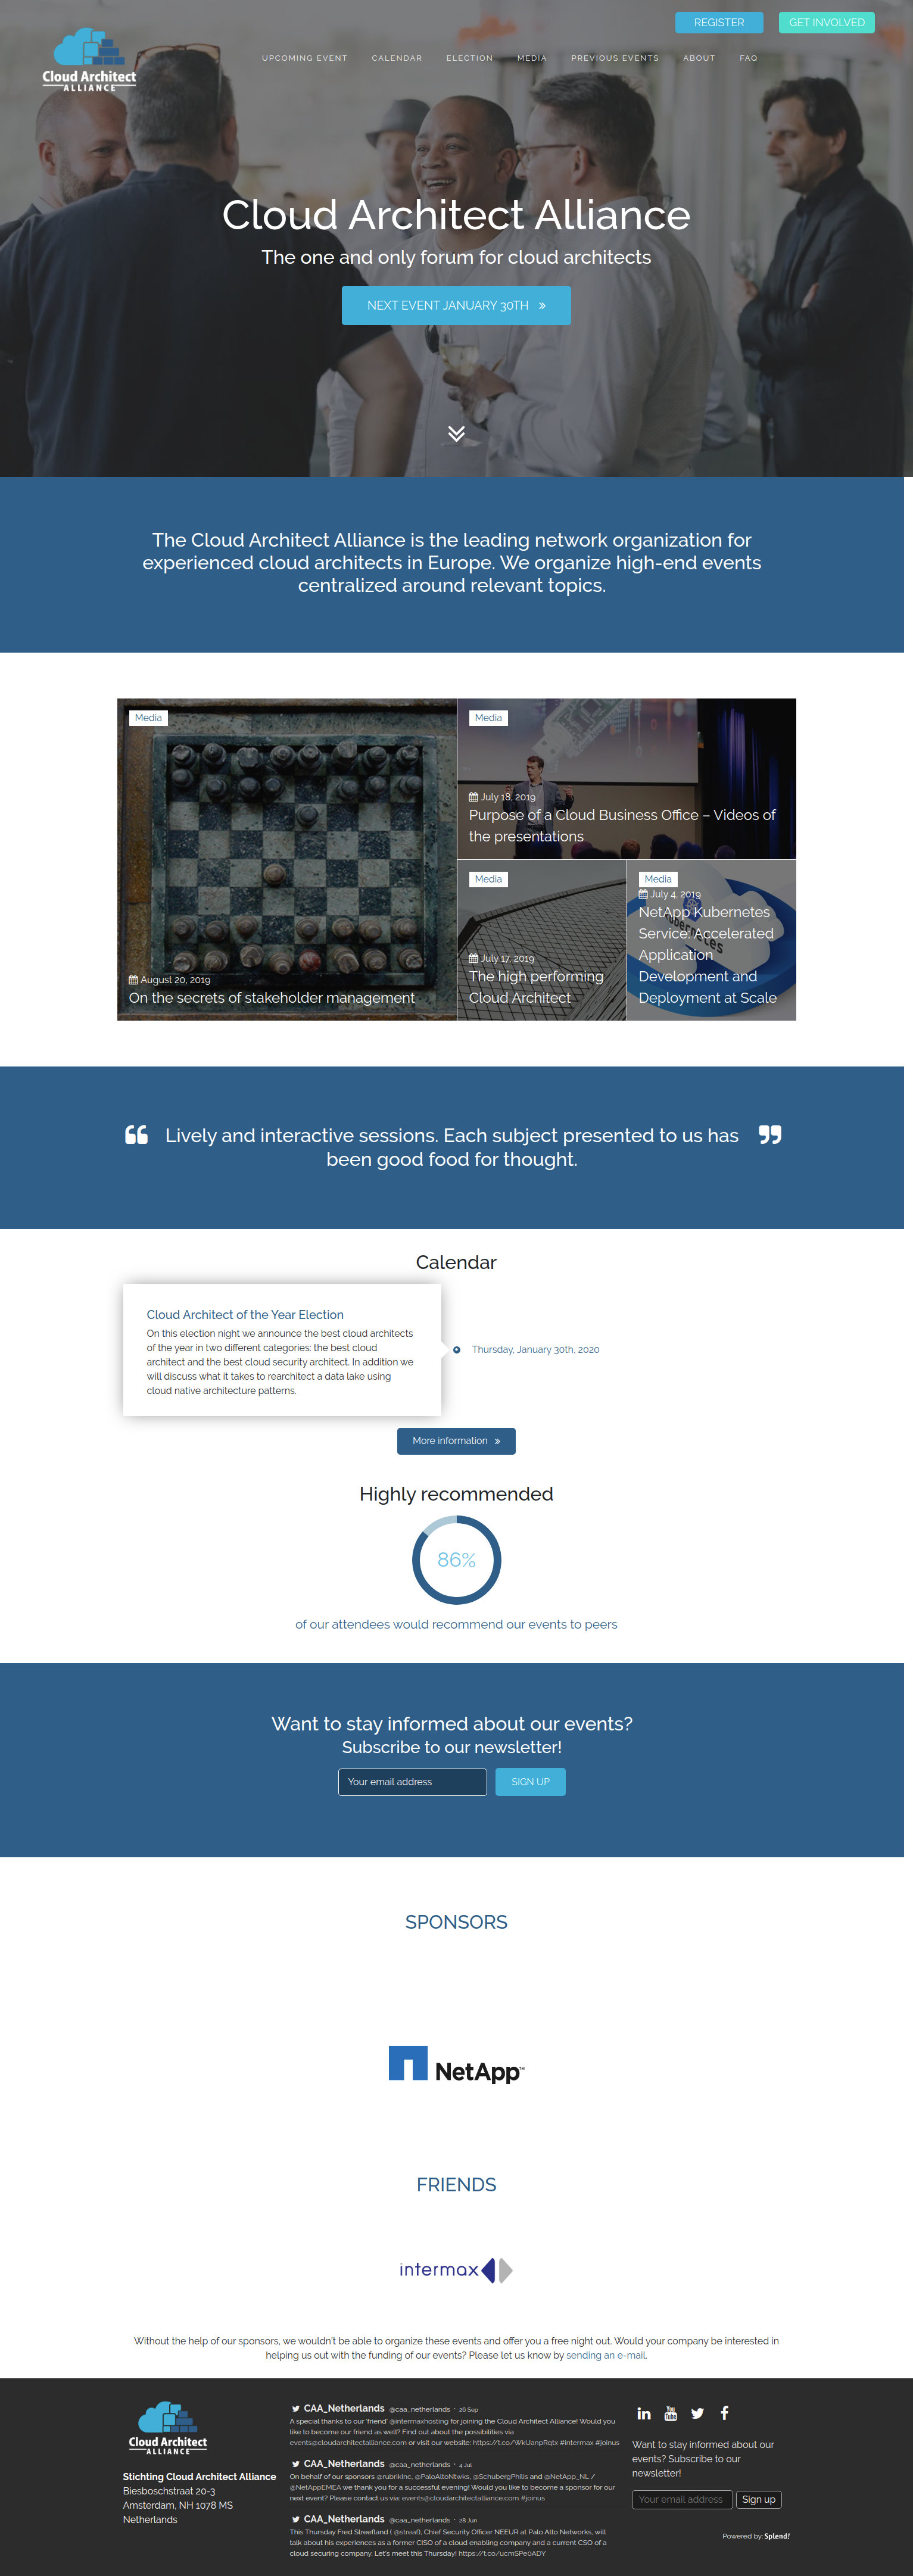 REGISTER
GET INVOLVED
Cloud Architect
ALLIANCE
UPCOMING EVENT
CALENDAR
ELECTION
MEDIA
PREVIOUS EVENTS
ABOUT
FAQ
Cloud Architect Alliance
The one and only forum for cloud architects
NEXT EVENT JANUARY 30TH
The Cloud Architect Alliance is the leading network organization for
experienced cloud architects in Europe. We organize high-end events
centralized around relevant topics.
Media
August 20, 2019
On the secrets of stakeholder management
Media
July 18, 2019
Purpose of a Cloud Business Office – Videos of
the presentations
Media
July 17, 2019
The high performing
Cloud Architect
Media
July 4, 2019
NetApp Kubernetes
Service: Accelerated
Application
Development and
Deployment at Scale
kubernetes
Lively and interactive sessions. Each subject presented to us has
been good food for thought.
Calendar
Cloud Architect of the Year Election
On this election night we announce the best cloud architects
of the year in two different categories: the best cloud
architect and the best cloud security architect. In addition we
will discuss what it takes to rearchitect a data lake using
cloud native architecture patterns.
Thursday, January 30th, 2020
More information
Highly recommended
86%
of our attendees would recommend our events to peers
Want to stay informed about our events?
Subscribe to our newsletter!
Your email address
SIGN UP
SPONSORS
NetApp™
FRIENDS
intermax
Without the help of our sponsors, we wouldn't be able to organize these events and offer you a free night out. Would your company be interested in
helping us out with the funding of our events? Please let us know by sending an e-mail.
Cloud Architect
ALLIANCE
Stichting Cloud Architect Alliance
Biesboschstraat 20-3
Amsterdam, NH 1078 MS
Netherlands
CAA_Netherlands @caa_netherlands · 26 Sep
A special thanks to our 'friend' @intermaxhosting for joining the Cloud Architect Alliance! Would you
like to become our friend as well? Find out about the possibilities via
events@cloudarchitectalliance.com or visit our website: https://t.co/WkUanpRqtx #intermax #joinus
CAA_Netherlands @caa_netherlands · 4 Jul
On behalf of our sponsors @rubrikInc, @PaloAltoNtwks, @SchubergPhilis and @NetApp_NL /
@NetAppEMEA we thank you for a successful evening! Would you like to become a sponsor for our
next event? Please contact us via: events@cloudarchitectalliance.com #joinus
CAA_Netherlands @caa_netherlands · 28 Jun
This Thursday Fred Streefland ( @streaf), Chief Security Officer NEEUR at Palo Alto Networks, will
talk about his experiences as a former CISO of a cloud enabling company and a current CSO of a
cloud securing company. Let's meet this Thursday! https://t.co/ucmSPe0ADY
Want to stay informed about our
events? Subscribe to our
newsletter!
Your email address
Sign up
Powered by: Splend!